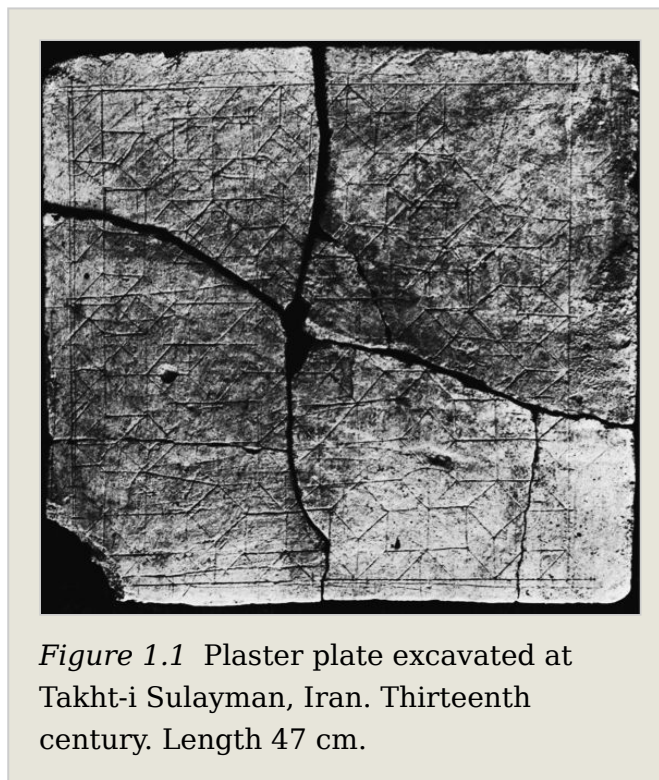 Figure 1.1 Plaster plate excavated at
Takht-i Sulayman, Iran. Thirteenth
century. Length 47 cm.